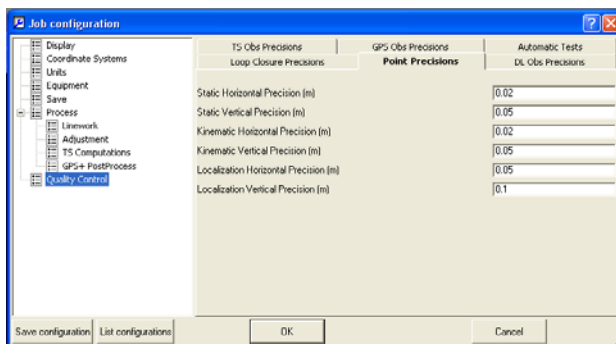 Job configuration
Display
Coordinate Systems
Units
Equipment
Save
Process
Linework
Adjustment
TS Computations
GPS+ PostProcess
Quality Control
TS Obs Precisions
GPS Obs Precisions
Automatic Tests
Loop Closure Precisions
Point Precisions
DL Obs Precisions
Static Horizontal Precision (m) 0.02
Static Vertical Precision (m) 0.05
Kinematic Horizontal Precision (m) 0.02
Kinematic Vertical Precision (m) 0.05
Localization Horizontal Precision (m) 0.05
Localization Vertical Precision (m) 0.1
Save configuration
List configurations
OK
Cancel